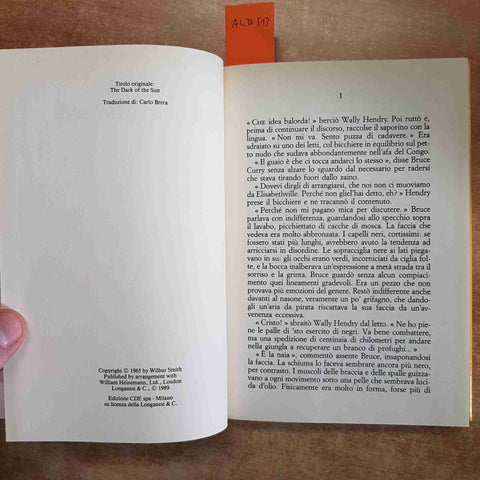 ALTO J13
Titolo originale:
The Dark of the Sun
Traduzione di: Carlo Brera
Copyright © 1965 by Wilbur Smith
Published by arrangement with
William Heinemann, Ltd., London
Longanesi & C., © 1989
Edizione CDE spa - Milano
su licenza della Longanesi & C.
1
« CHE idea balorda! » berciò Wally Hendry. Poi ruttò e,
prima di continuare il discorso, raccolse il saporino con la
lingua. « Non mi va. Sento puzza di cadavere. » Era
sdraiato su uno dei letti, col bicchiere in equilibrio sul pet-
to nudo che sudava abbondantemente nell'afa del Congo.
« Il guaio è che ci tocca andarci lo stesso », disse Bruce
Curry senza alzar lo sguardo dal necessario per radersi
che stava tirando fuori dallo zaino.
« Dovevi dirgli di arrangiarsi, che noi non ci muoviamo
da Elisabethville. Perché non gliel'hai detto, eh? » Hendry
prese il bicchiere e ne tracannò il contenuto.
« Perché non mi pagano mica per discutere. » Bruce
parlava con indifferenza, guardandosi allo specchio sopra
il lavabo, picchiettato di cacche di mosca. La faccia che
vedeva era molto abbronzata. I capelli neri, cortissimi: se
fossero stati più lunghi, avrebbero avuto la tendenza ad
arricciarsi in disordine. Le sopracciglia nere ai lati piega-
vano in su: gli occhi erano verdi, incorniciati da ciglia fol-
te, e la bocca inalberava un'espressione a metà strada tra il
sorriso e la grinta. Bruce guardò senza alcun compiaci-
mento quei lineamenti gradevoli. Era un pezzo che non
provava più emozioni del genere. Restò indifferente anche
davanti al nasone, veramente un po' grifagno, che dando-
gli un'aria da pirata riscattava la sua faccia da un'av-
venenza eccessiva.
« Cristo! » sbraitò Wally Hendry dal letto. « Ne ho pie-
ne le palle di 'sto esercito di negri. Va bene combattere,
ma una spedizione di centinaia di chilometri per andare
nella giungla a recuperare un branco di profughi... »
« È la naia », commentò assente Bruce, insaponandosi
la faccia. La schiuma lo faceva sembrare ancora più nero,
per contrasto. I muscoli delle braccia e delle spalle guizza-
vano a ogni movimento sotto una pelle che sembrava luci-
da d'olio. Fisicamente era molto in forma, forse più di